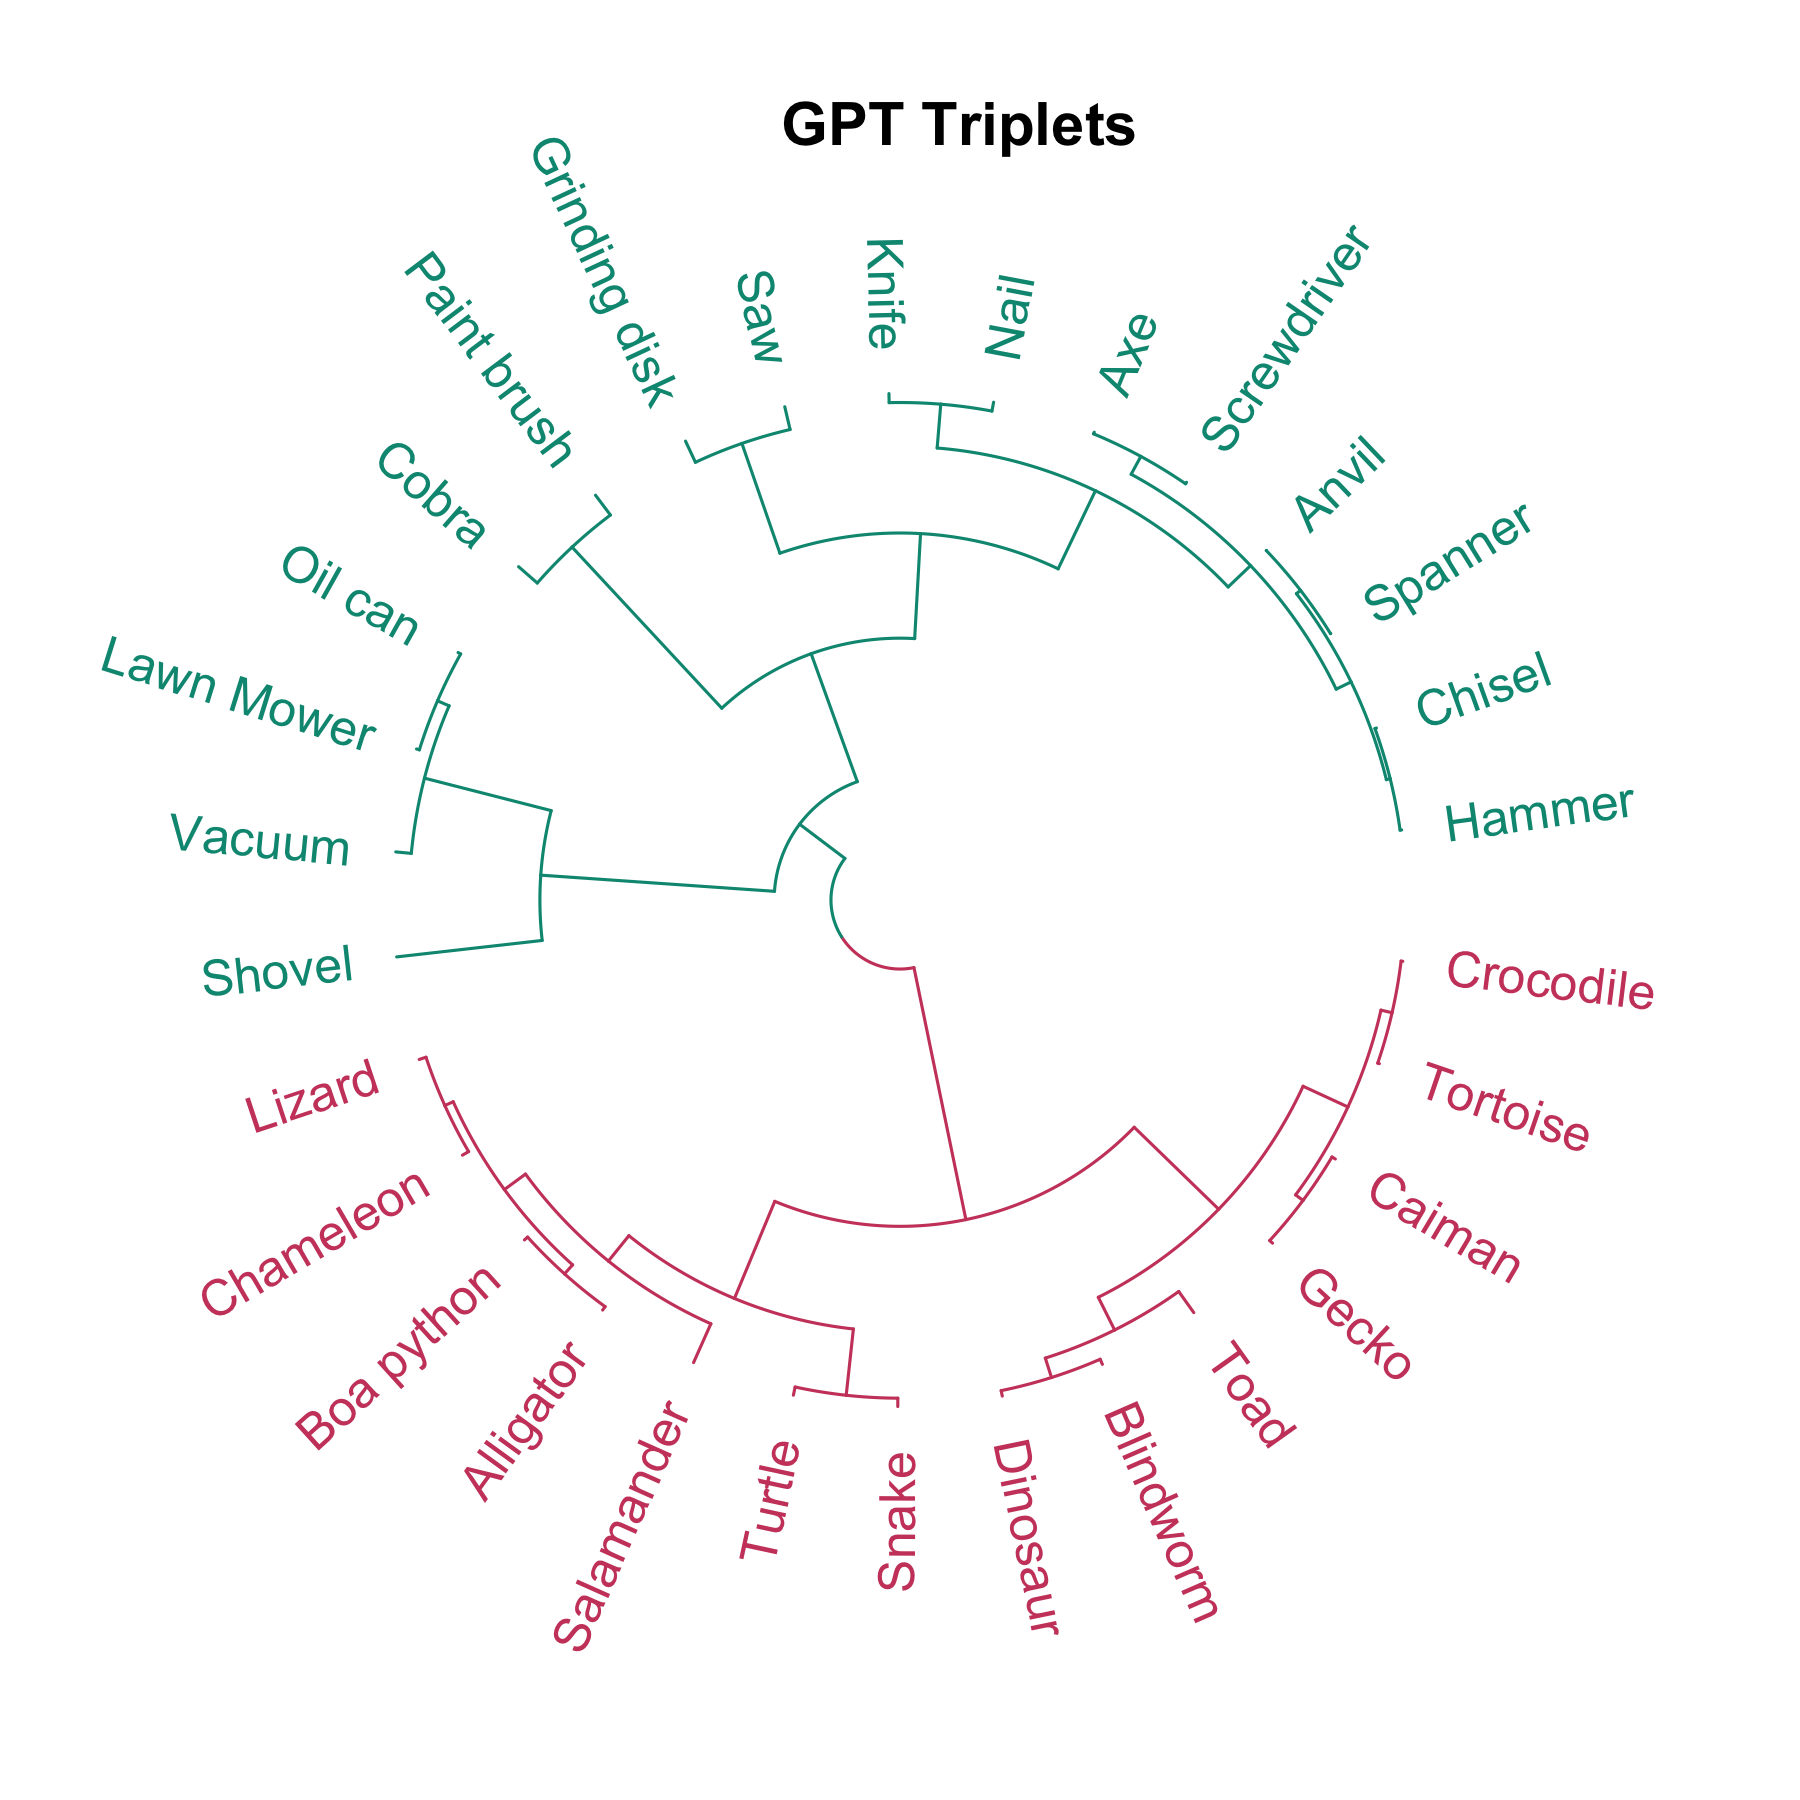 GPT Triplets
Grinding disk
Paint brush
Saw
Knife
Nail
Axe
Screwdriver
Anvil
Spanner
Chisel
Hammer
Cobra
Oil can
Lawn Mower
Vacuum
Shovel
Crocodile
Tortoise
Caiman
Gecko
Toad
Blindworm
Dinosaur
Snake
Turtle
Salamander
Alligator
Boa python
Chameleon
Lizard